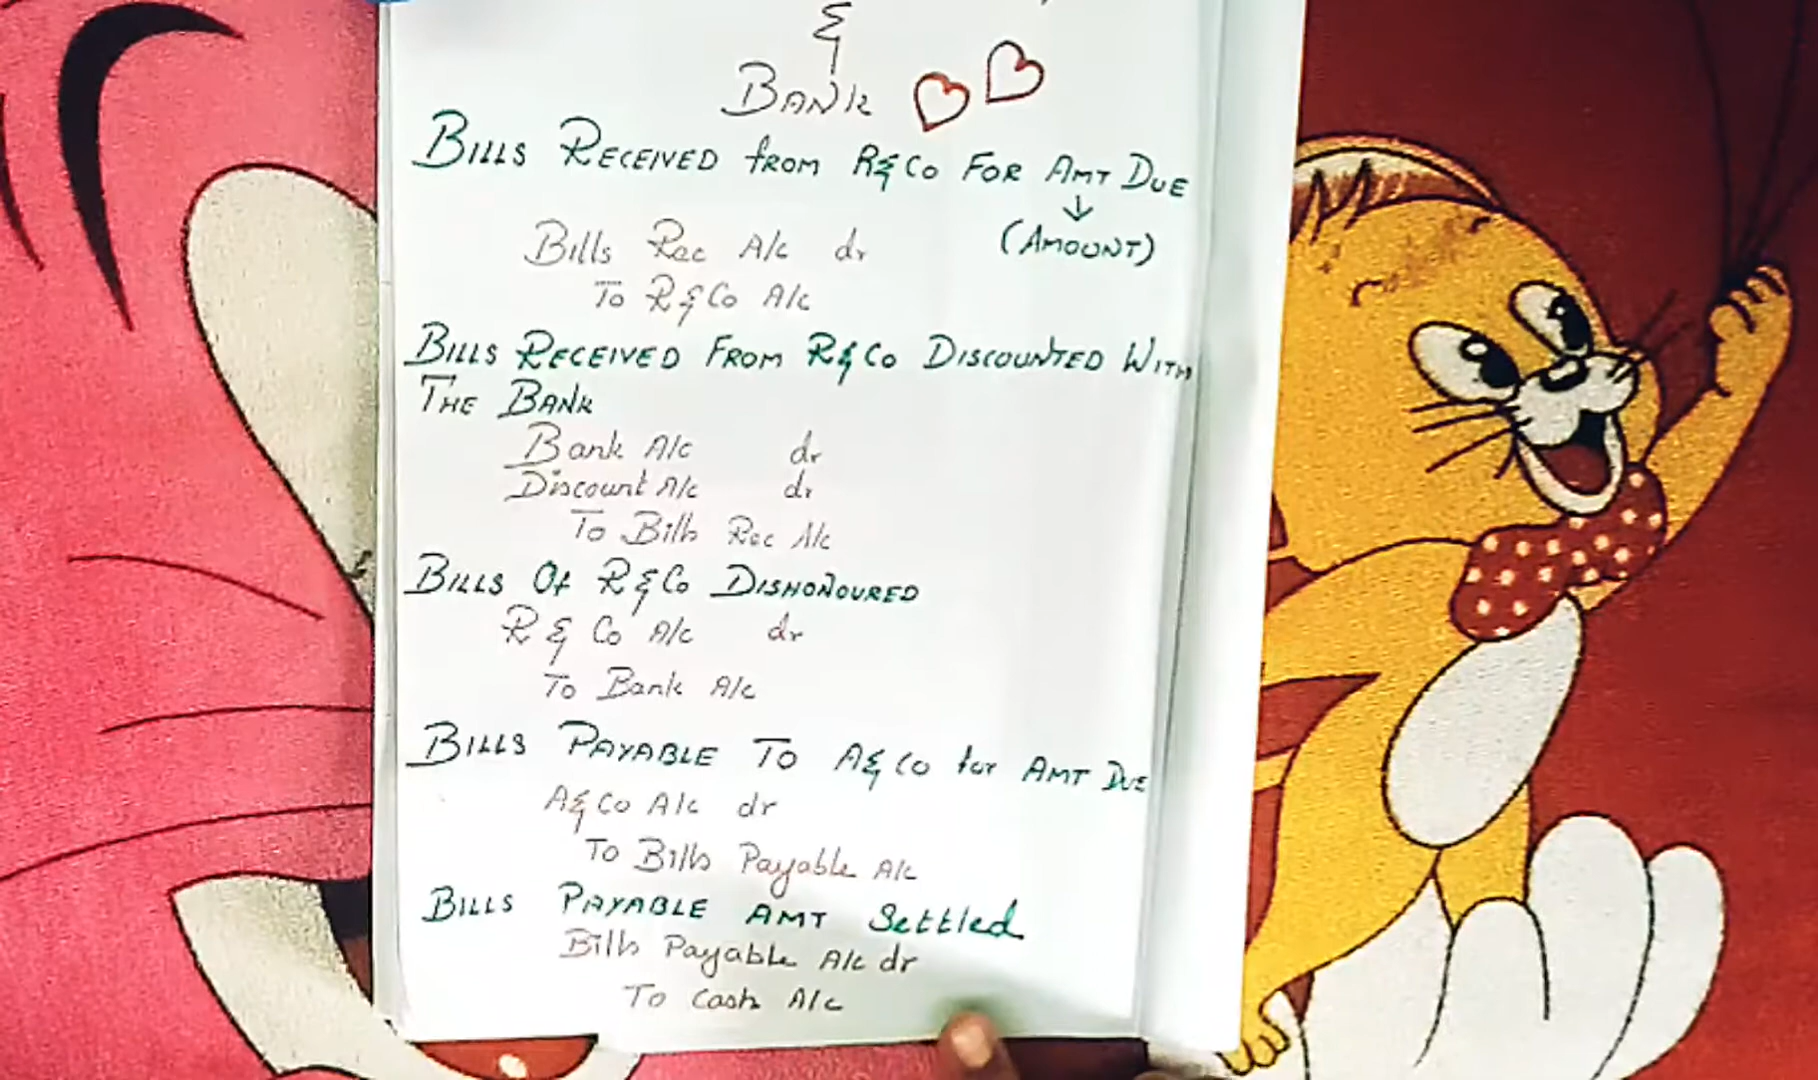 &
BANK
BILLS RECEIVED from R&Co FOR AMT DUE
↓
(AMOUNT)
Bills Rec A/c dr
To R&Co A/c
BILLS RECEIVED FROM R&Co DISCOUNTED WITH
THE BANK
Bank A/c dr
Discount A/c dr
To Bills Rec A/c
BILLS Of R&Co DISHONOURED
R & Co A/c dr
To Bank A/c
BILLS PAYABLE TO A&Co for AMT DUE
A&Co A/c dr
To Bills Payable A/c
BILLS PAYABLE AMT Settled
Bills Payable A/c dr
To Cash A/c